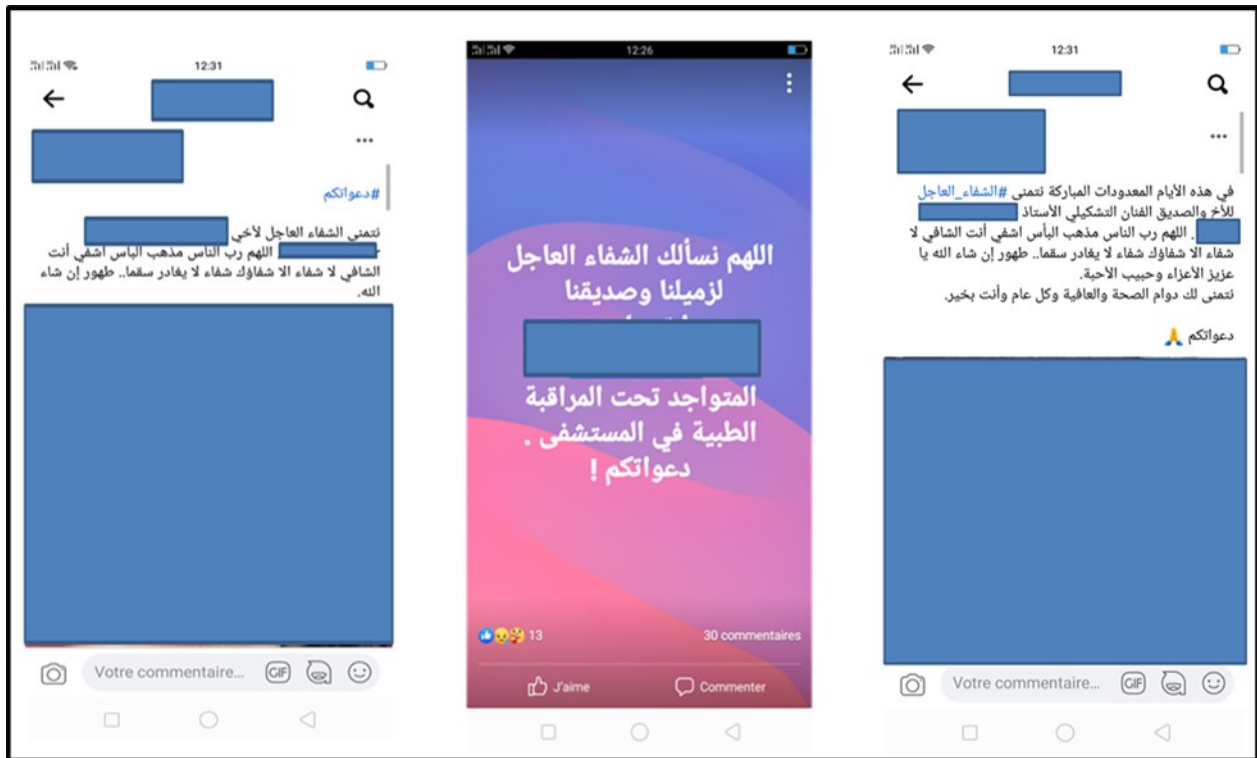 12:31
#دعواتكم
نتمنى الشفاء العاجل لأخي
اللهم رب الناس مذهب الباس اشفي أنت
الشافي لا شفاء الا شفاؤك شفاء لا يغادر سقما.. طهور إن شاء
الله.
Votre commentaire...
GIF
12:26
اللهم نسألك الشفاء العاجل
لزميلنا وصديقنا
المتواجد تحت المراقبة
الطبية في المستشفى .
دعواتكم !
13
30 commentaires
J'aime
Commenter
12:31
في هذه الأيام المعدودات المباركة نتمنى #الشفاء_العاجل
للأخ والصديق الفنان التشكيلي الأستاذ
. اللهم رب الناس مذهب البأس اشفي أنت الشافي لا
شفاء الا شفاؤك شفاء لا يغادر سقما.. طهور إن شاء الله يا
عزيز الأعزاء وحبيب الأحبة.
نتمنى لك دوام الصحة والعافية وكل عام وأنت بخير.
دعواتكم 🙏
Votre commentaire...
GIF